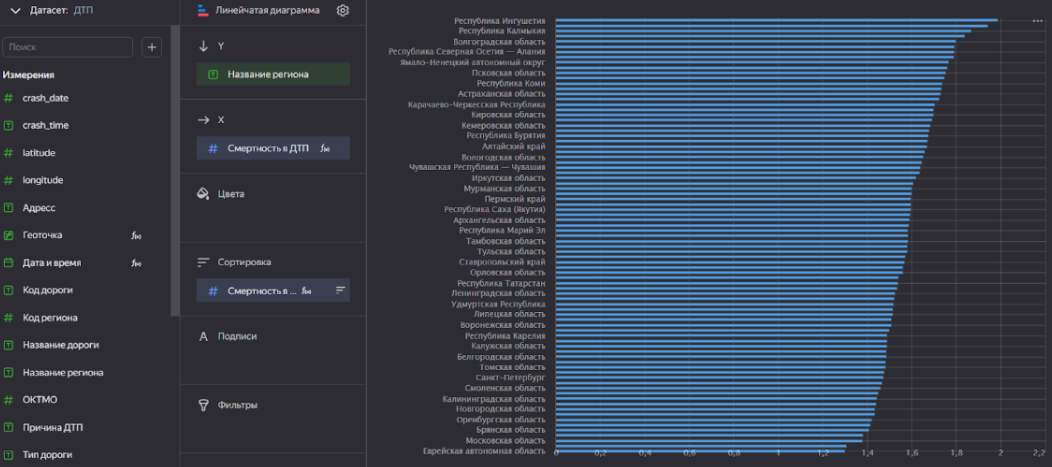 Датасет: ДТП
Поиск
Измерения
crash_date
crash_time
latitude
longitude
Адрес
Геоточка
Дата и время
Код дороги
Код региона
Название дороги
Название региона
ОКТМО
Причина ДТП
Тип дороги
Линейчатая диаграмма
Y
Название региона
X
Смертность в ДТП
Цвета
Сортировка
Смертность в ...
Подписи
Фильтры
Республика Ингушетия
Республика Калмыкия
Волгоградская область
Республика Северная Осетия — Алания
Ямало-Ненецкий автономный округ
Псковская область
Республика Коми
Астраханская область
Карачаево-Черкесская Республика
Кировская область
Кемеровская область
Республика Бурятия
Алтайский край
Вологодская область
Чувашская Республика — Чувашия
Иркутская область
Мурманская область
Пермский край
Республика Саха (Якутия)
Архангельская область
Республика Марий Эл
Тамбовская область
Тульская область
Ставропольский край
Орловская область
Республика Татарстан
Ленинградская область
Удмуртская Республика
Липецкая область
Воронежская область
Республика Карелия
Калужская область
Белгородская область
Томская область
Санкт-Петербург
Смоленская область
Калининградская область
Новгородская область
Оренбургская область
Брянская область
Московская область
Еврейская автономная область
0 0,2 0,4 0,6 0,8 1 1,2 1,4 1,6 1,8 2 2,2